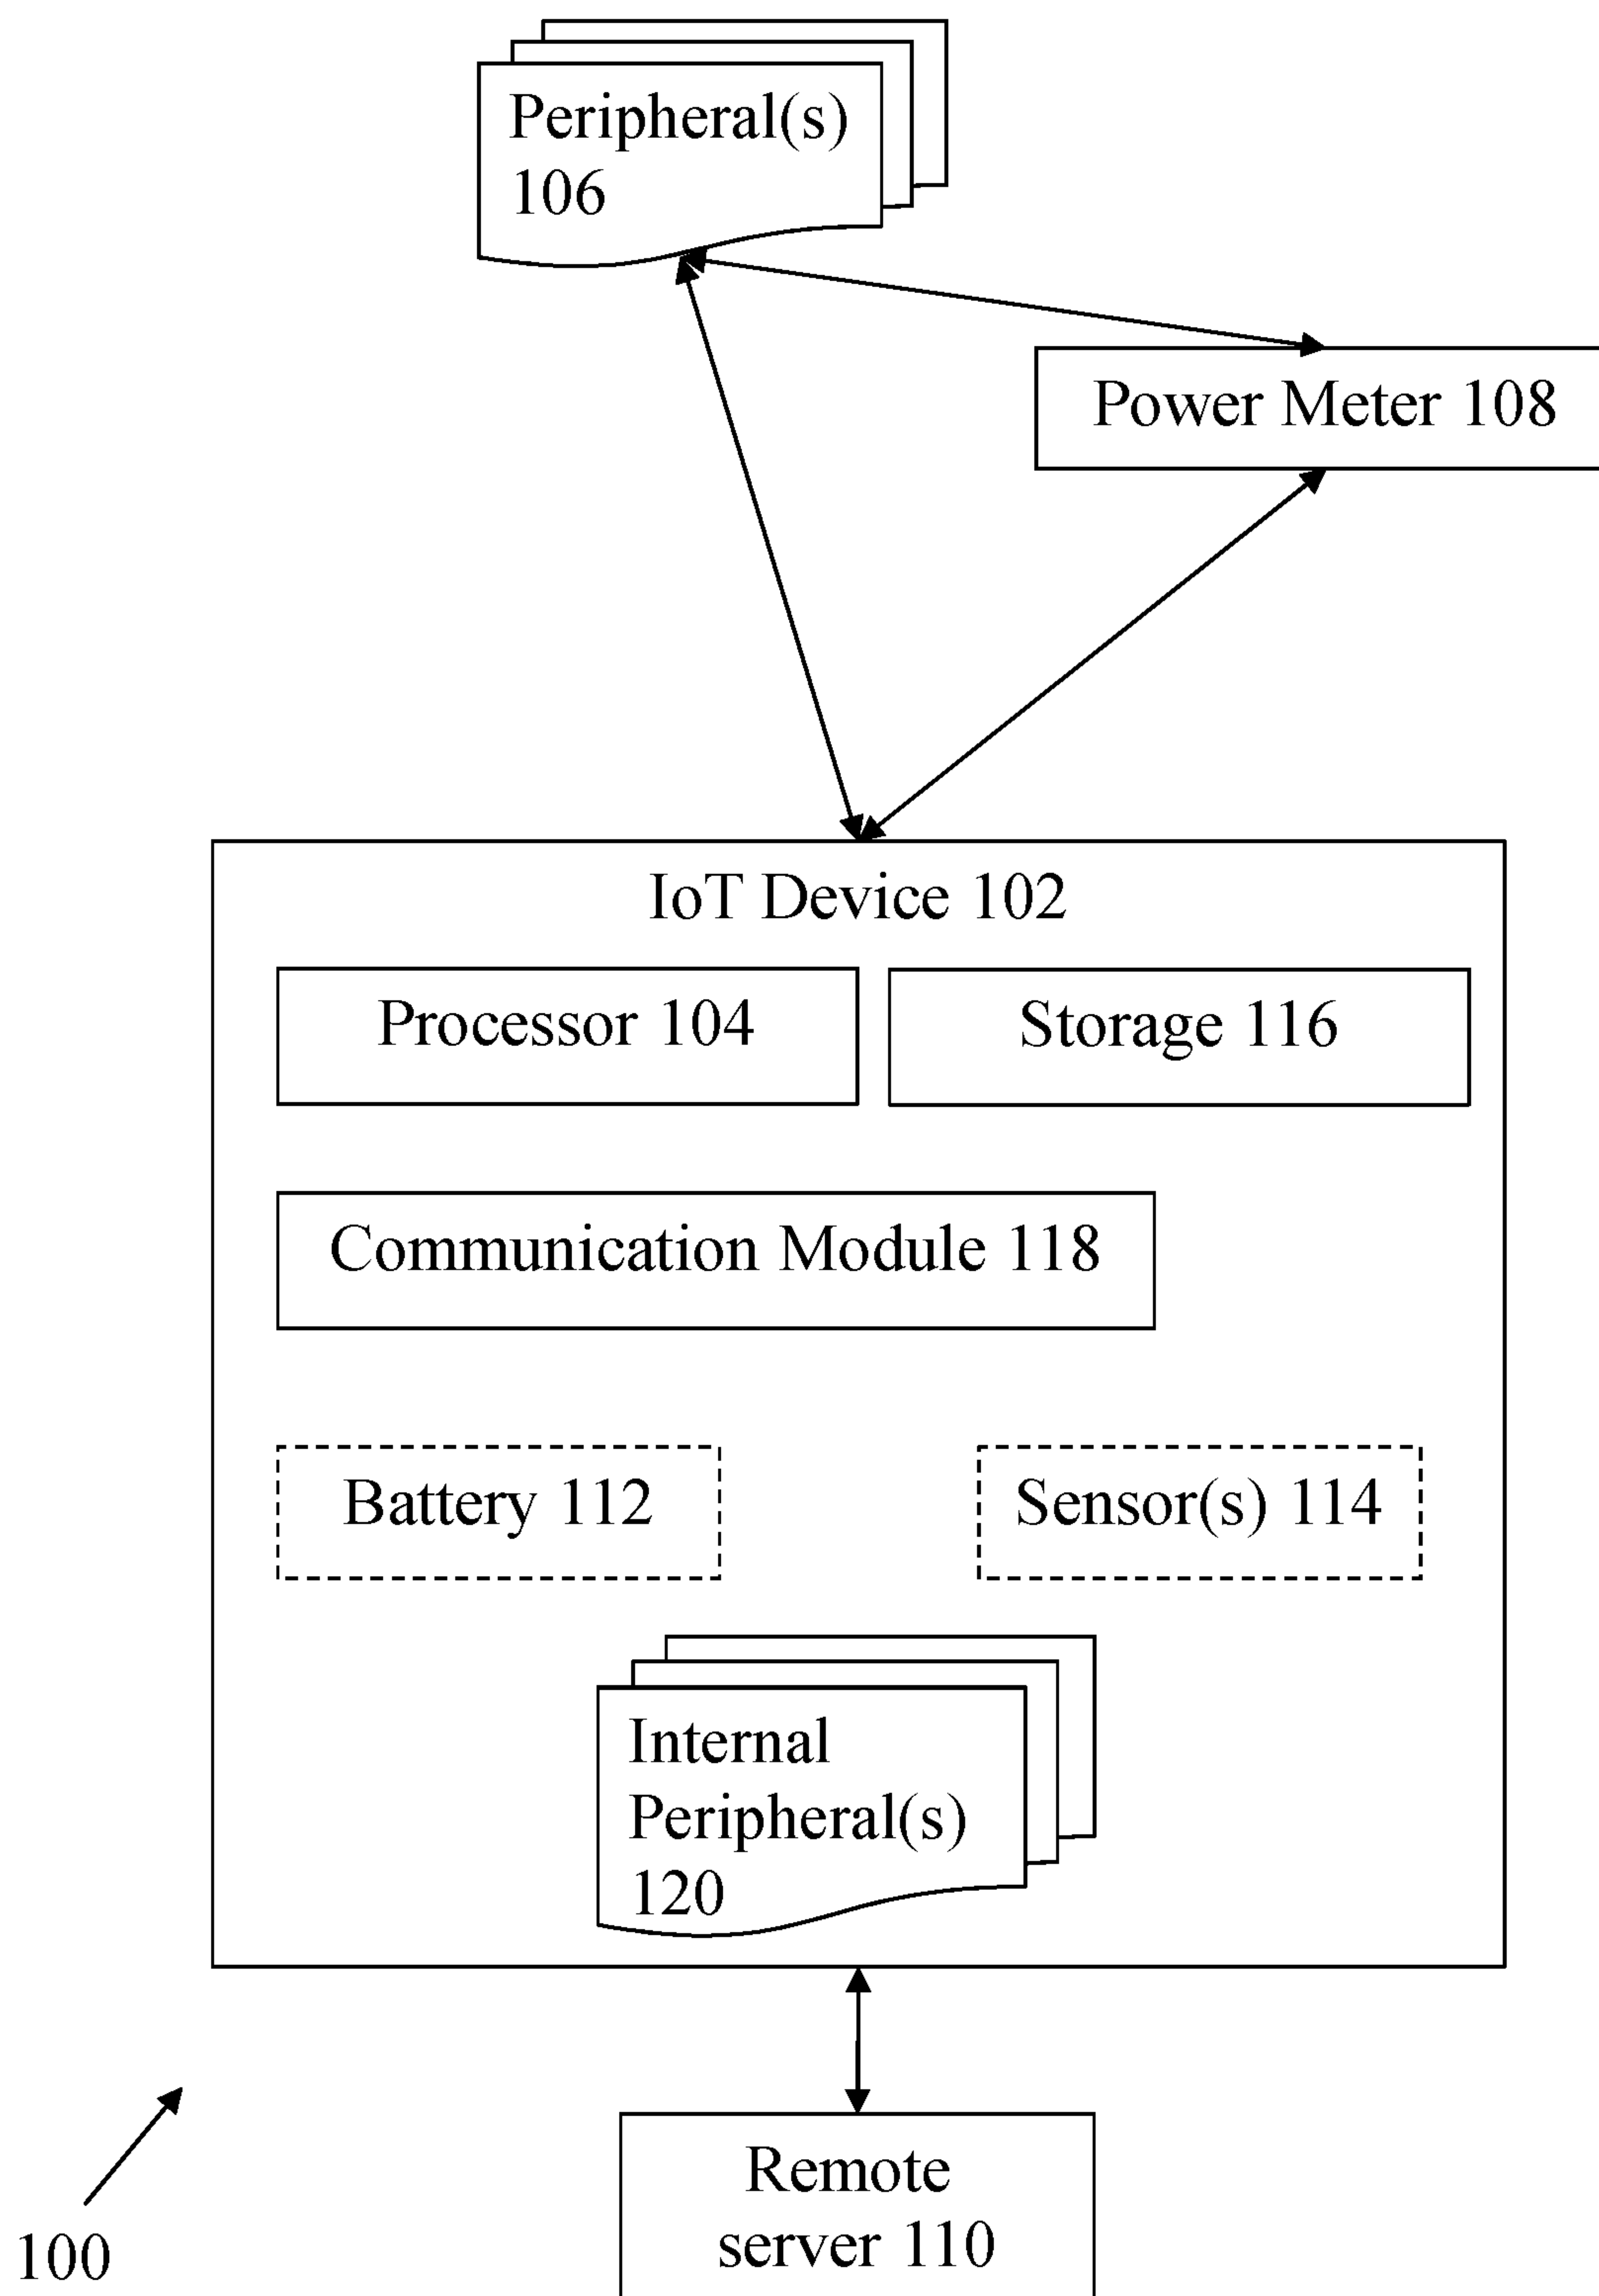 Peripheral(s)
106
Power Meter 108
IoT Device 102
Processor 104
Storage 116
Communication Module 118
Battery 112
Sensor(s) 114
Internal
Peripheral(s)
120
Remote
server 110
100